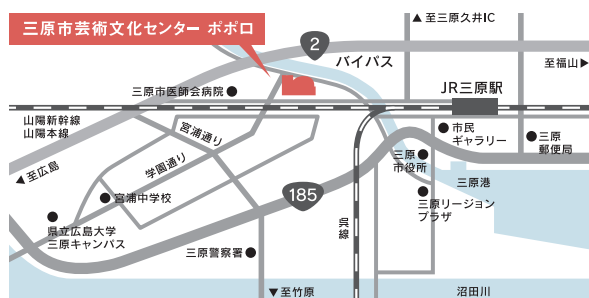 三原市芸術文化センター ポポロ
2
バイパス
▲至三原久井IC
至福山▶
三原市医師会病院
JR三原駅
山陽新幹線
山陽本線
宮浦通り
学園通り
市民
ギャラリー
三原
郵便局
三原
市役所
◀至広島
宮浦中学校
185
三原港
三原リージョン
プラザ
県立広島大学
三原キャンパス
呉線
三原警察署
▼至竹原
沼田川